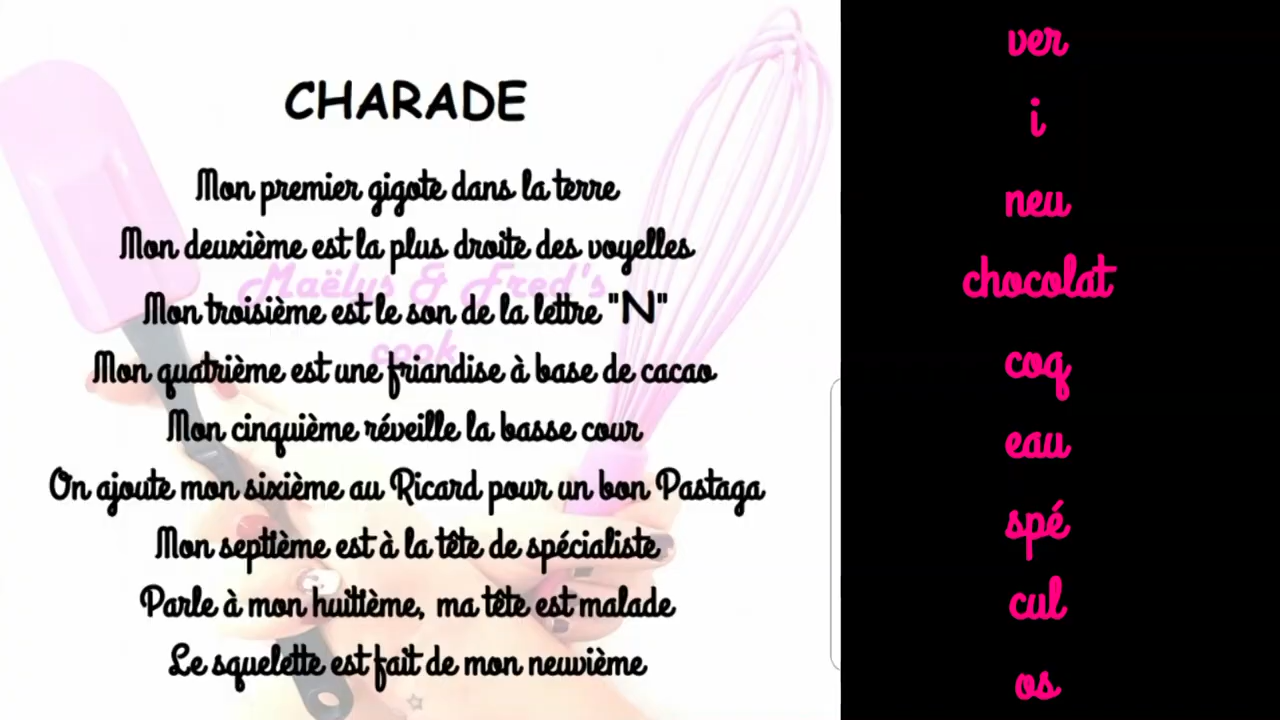 CHARADE
Mon premier gigote dans la terre
Mon deuxième est la plus droite des voyelles
Maëlys & Fred's
Mon troisième est le son de la lettre "N"
cook
Mon quatrième est une friandise à base de cacao
Mon cinquième réveille la basse cour
On ajoute mon sixième au Ricard pour un bon Pastaga
Mon septième est à la tête de spécialiste
Parle à mon huitième, ma tête est malade
Le squelette est fait de mon neuvième
ver
i
neu
chocolat
coq
eau
spé
cul
os